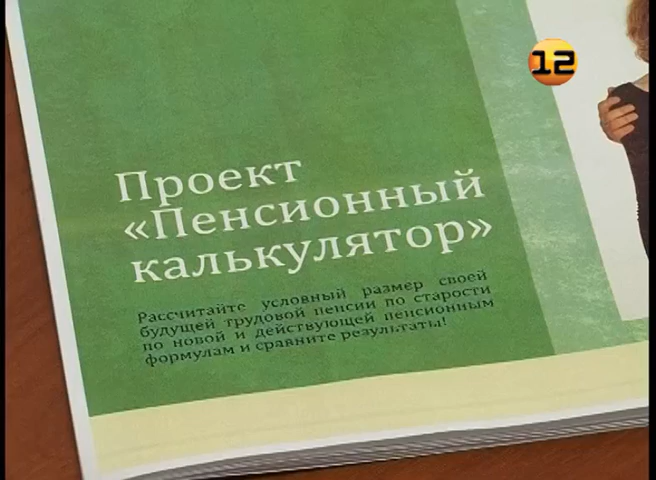 12
Проект
«Пенсионный
калькулятор»
Рассчитайте условный размер своей
будущей трудовой пенсии по старости
по новой и действующей пенсионным
формулам и сравните результаты!